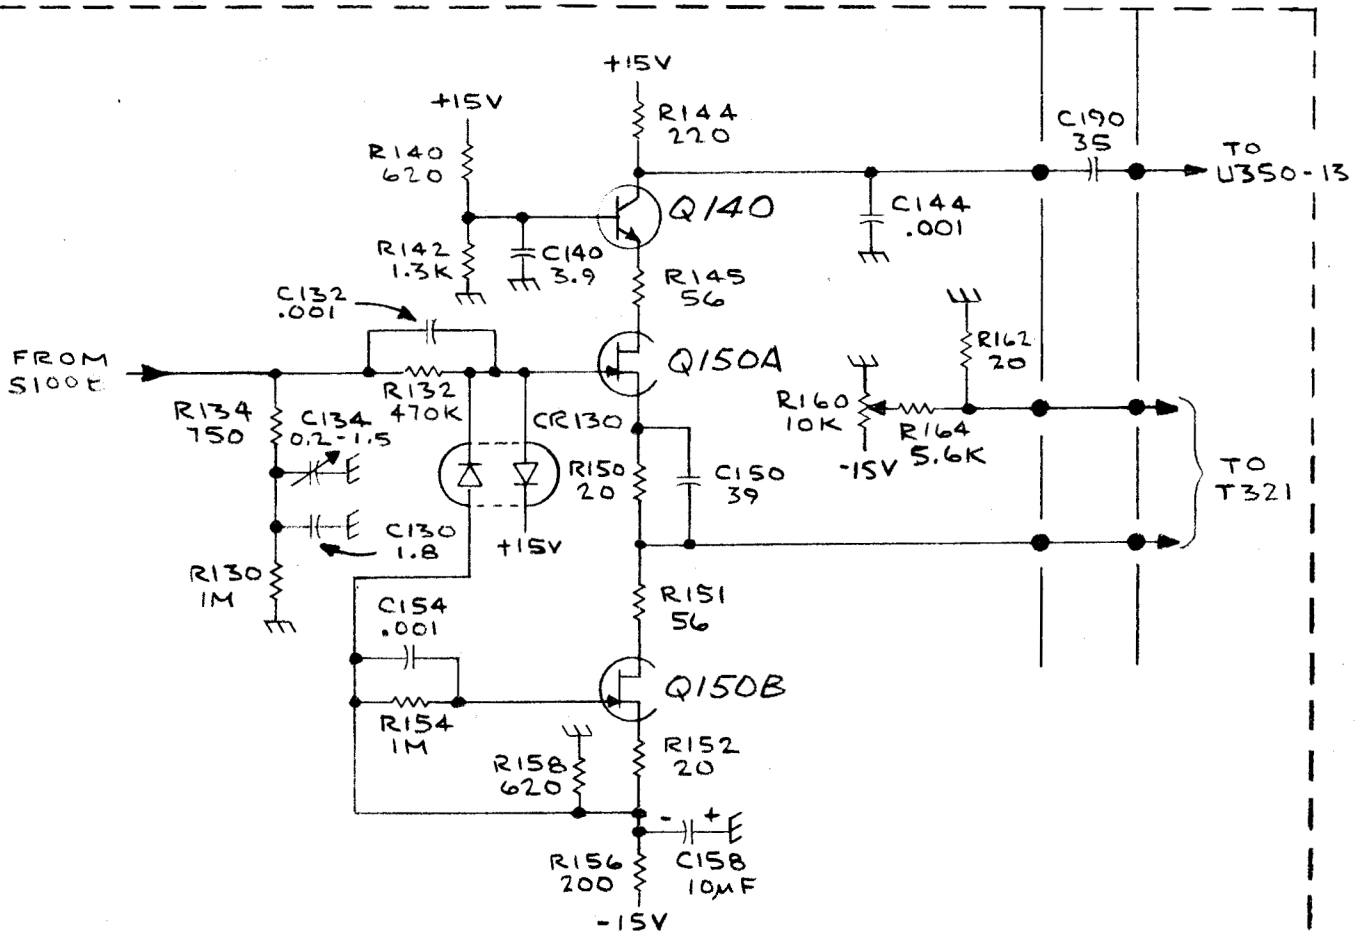 +15V
+15V
R144
220
C190
35
TO
U350-13
R140
620
Q140
C144
.001
R142
1.3K
C140
3.9
R145
56
C132
.001
FROM
S100E
R132
470K
Q150A
R162
20
R160
10K
R164
5.6K
-15V
R134
750
C134
0.2-1.5
CR130
R150
20
C150
39
TO
T321
C130
1.8
+15V
R130
1M
C154
.001
R151
56
Q150B
R154
1M
R158
620
R152
20
- +
R156
200
C158
10µF
-15V